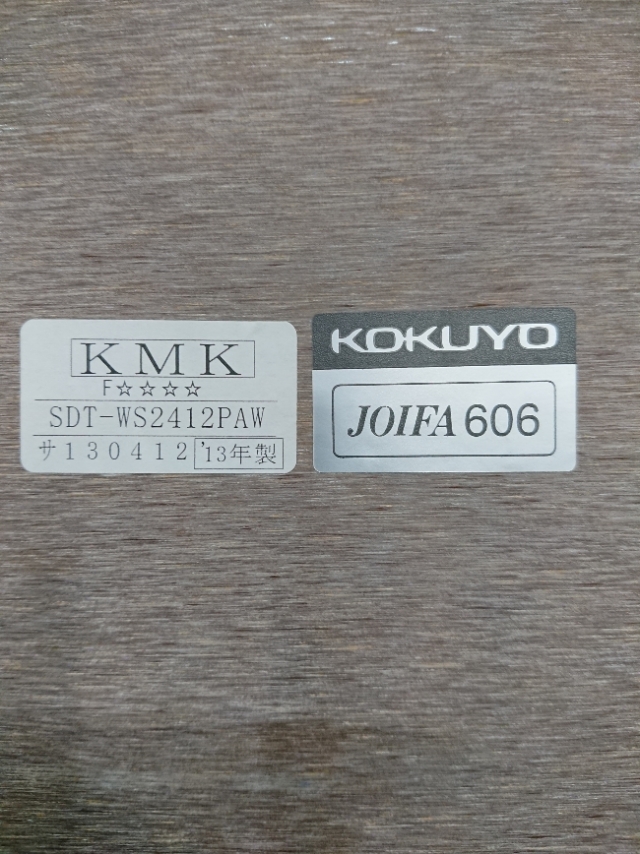 KMK
F☆☆☆☆
SDT-WS2412PAW
サ130412 '13年製
KOKUYO
JOIFA 606